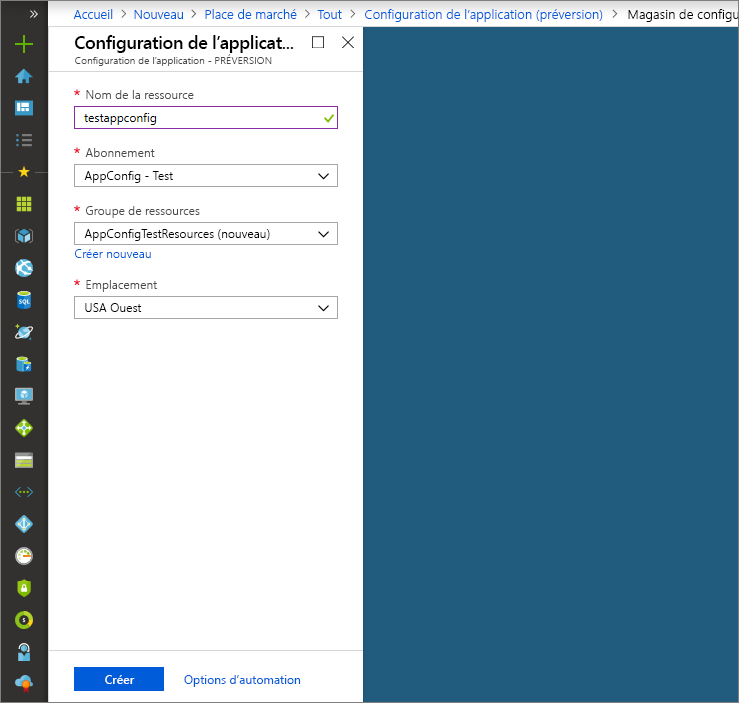 » Accueil > Nouveau > Place de marché > Tout > Configuration de l'application (préversion) > Magasin de configu
Configuration de l'applicat...
Configuration de l'application - PRÉVERSION
* Nom de la ressource
testappconfig
* Abonnement
AppConfig - Test
* Groupe de ressources
AppConfigTestResources (nouveau)
Créer nouveau
* Emplacement
USA Ouest
SQL
Créer Options d'automation